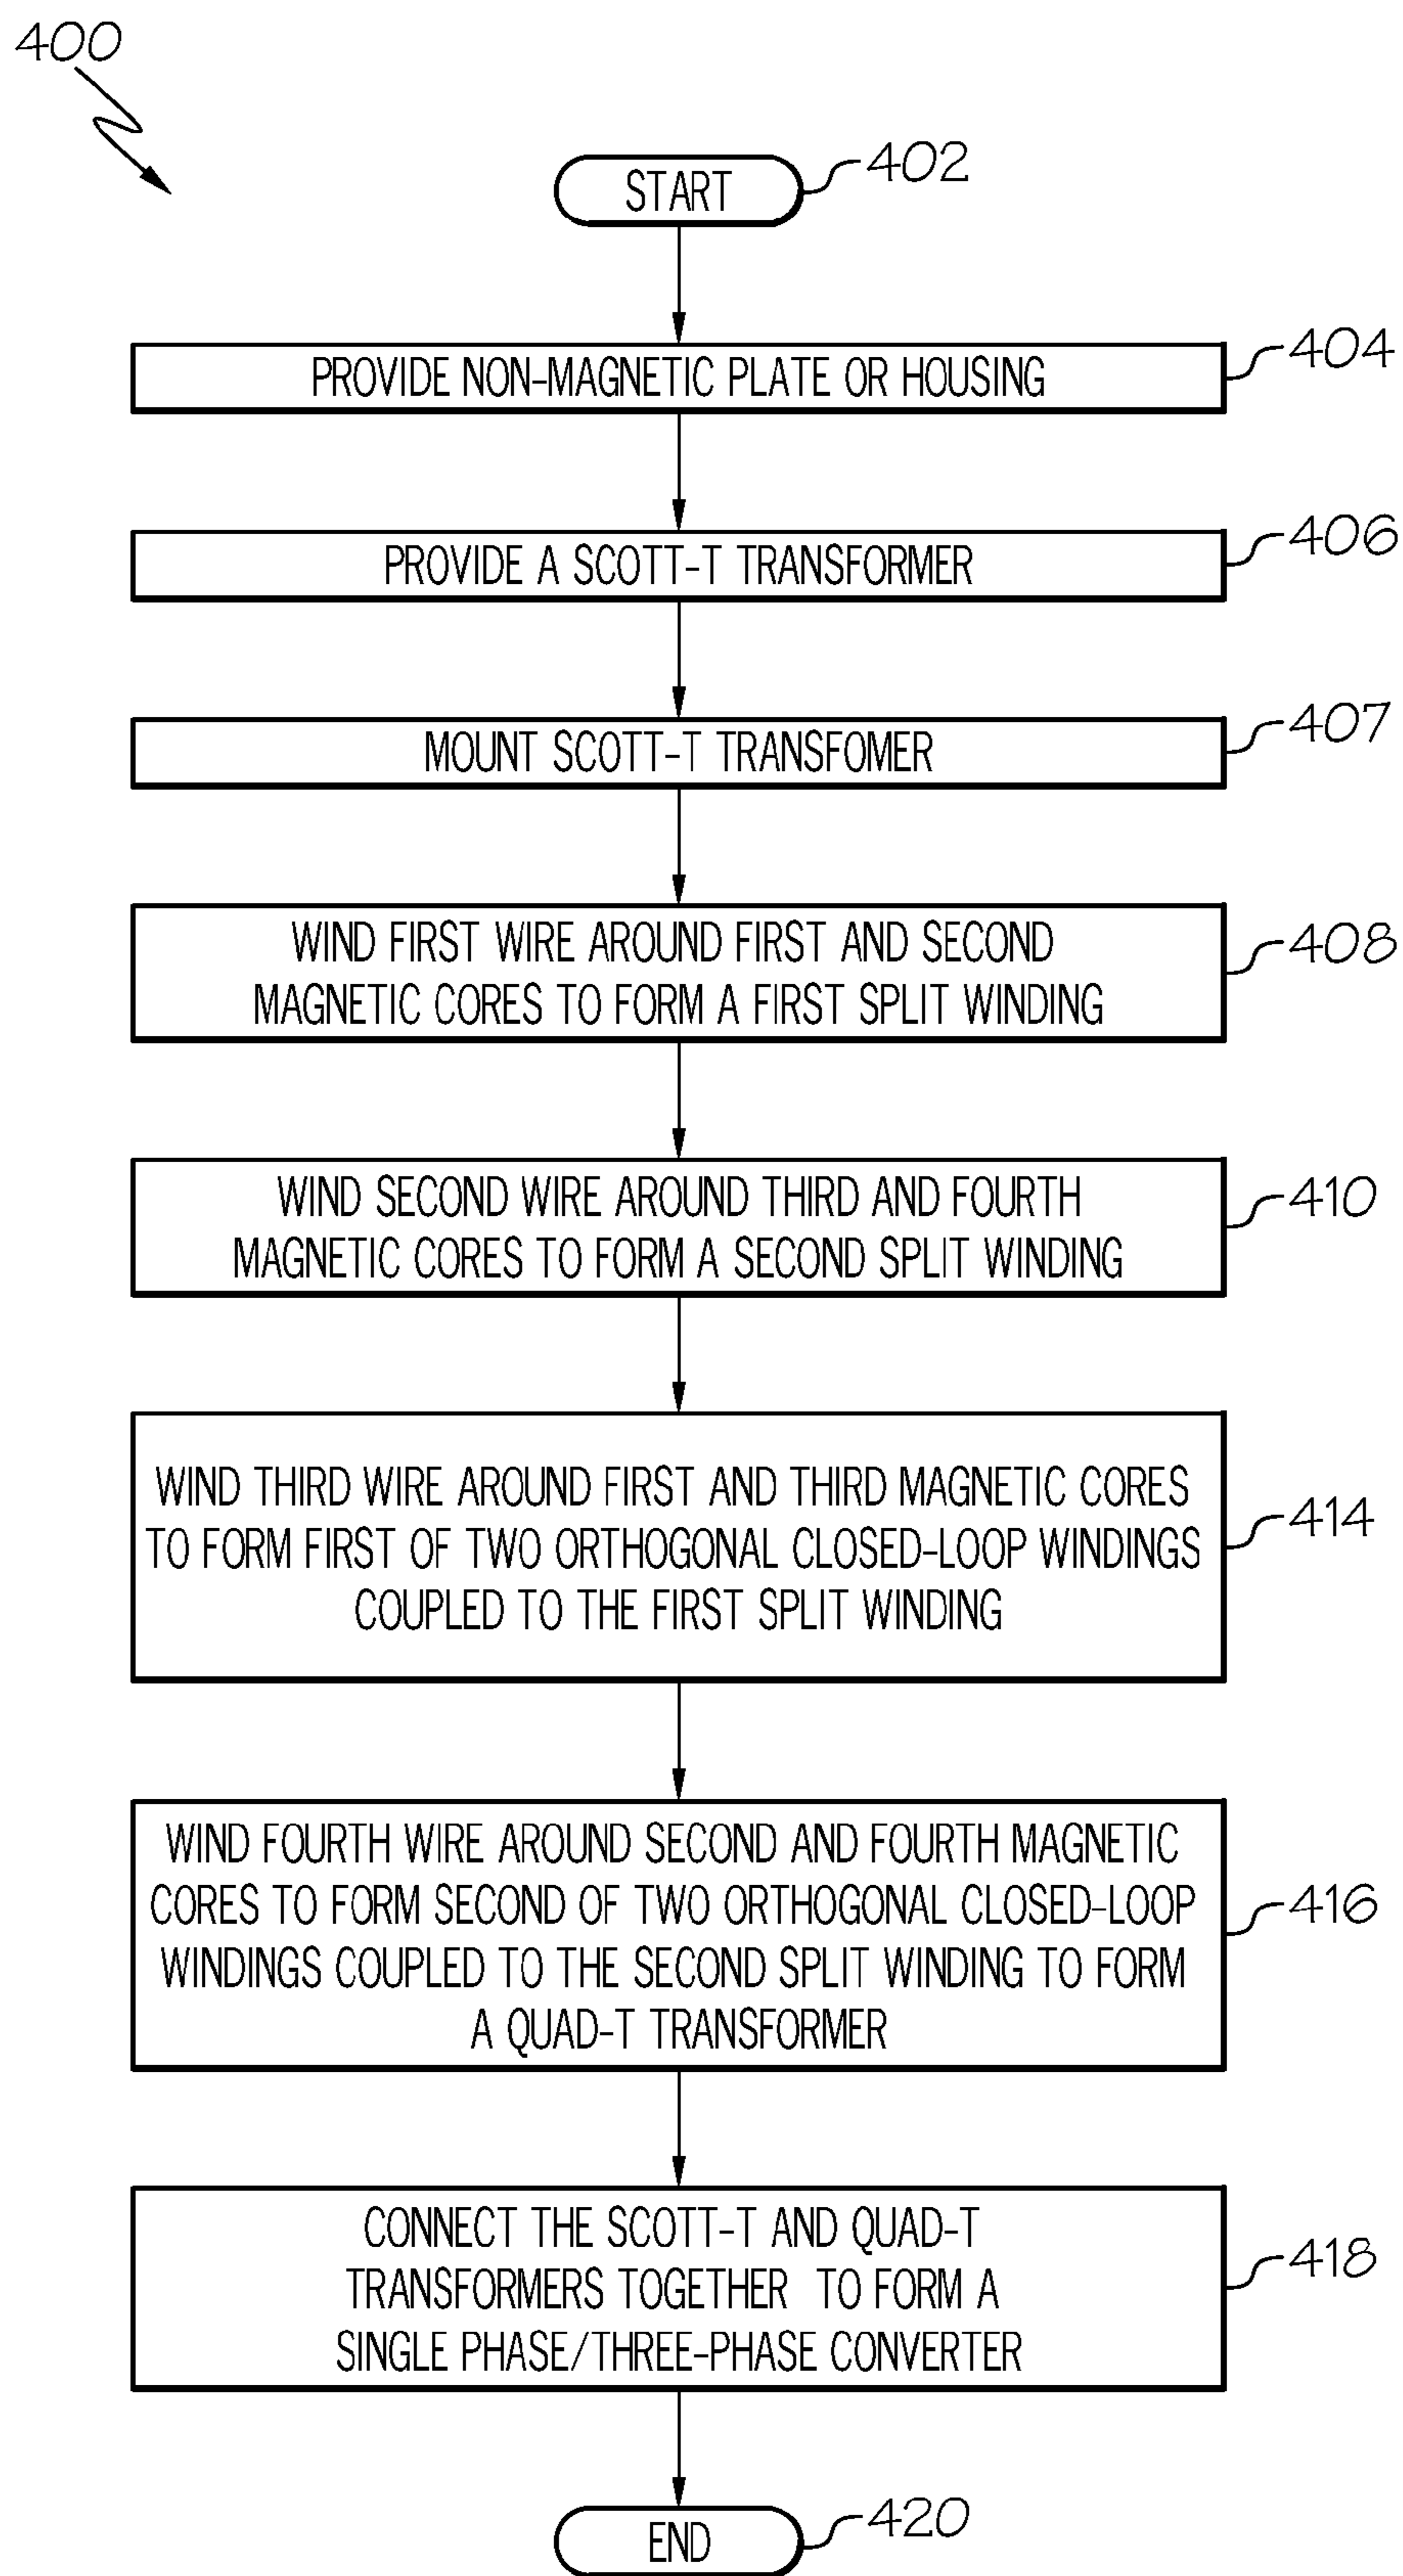 400
START
402
PROVIDE NON-MAGNETIC PLATE OR HOUSING
404
PROVIDE A SCOTT-T TRANSFORMER
406
MOUNT SCOTT-T TRANSFOMER
407
WIND FIRST WIRE AROUND FIRST AND SECOND
MAGNETIC CORES TO FORM A FIRST SPLIT WINDING
408
WIND SECOND WIRE AROUND THIRD AND FOURTH
MAGNETIC CORES TO FORM A SECOND SPLIT WINDING
410
WIND THIRD WIRE AROUND FIRST AND THIRD MAGNETIC CORES
TO FORM FIRST OF TWO ORTHOGONAL CLOSED-LOOP WINDINGS
COUPLED TO THE FIRST SPLIT WINDING
414
WIND FOURTH WIRE AROUND SECOND AND FOURTH MAGNETIC
CORES TO FORM SECOND OF TWO ORTHOGONAL CLOSED-LOOP
WINDINGS COUPLED TO THE SECOND SPLIT WINDING TO FORM
A QUAD-T TRANSFORMER
416
CONNECT THE SCOTT-T AND QUAD-T
TRANSFORMERS TOGETHER TO FORM A
SINGLE PHASE/THREE-PHASE CONVERTER
418
END
420